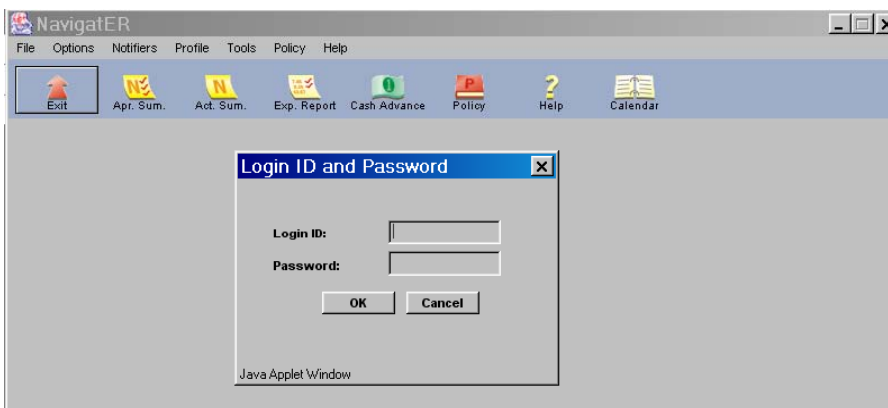 NavigatER
File Options Notifiers Profile Tools Policy Help
Exit Apr. Sum. Act. Sum. Exp. Report Cash Advance Policy Help Calendar
Login ID and Password
Login ID:
Password:
OK Cancel
Java Applet Window